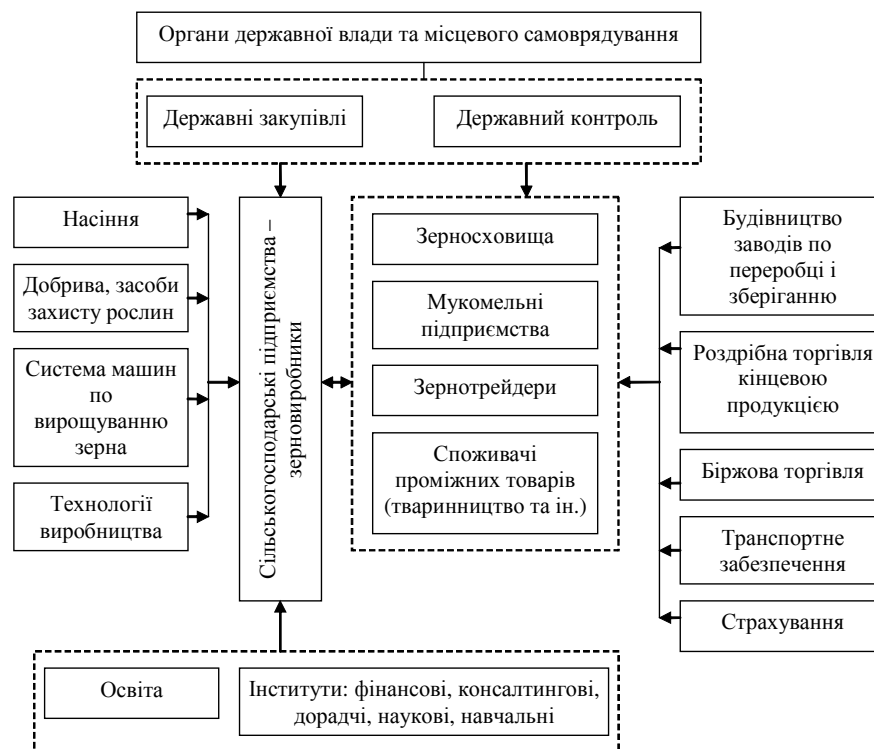 Органи державної влади та місцевого самоврядування
Державні закупівлі
Державний контроль
Насіння
Добрива, засоби
захисту рослин
Система машин
по
вирощуванню
зерна
Технології
виробництва
Сільськогосподарські підприємства –
зерновиробники
Зерносховища
Мукомельні
підприємства
Зернотрейдери
Споживачі
проміжних товарів
(тваринництво та ін.)
Будівництво
заводів по
переробці і
зберіганню
Роздрібна торгівля
кінцевою
продукцією
Біржова торгівля
Транспортне
забезпечення
Страхування
Освіта
Інститути: фінансові, консалтингові,
дорадчі, наукові, навчальні